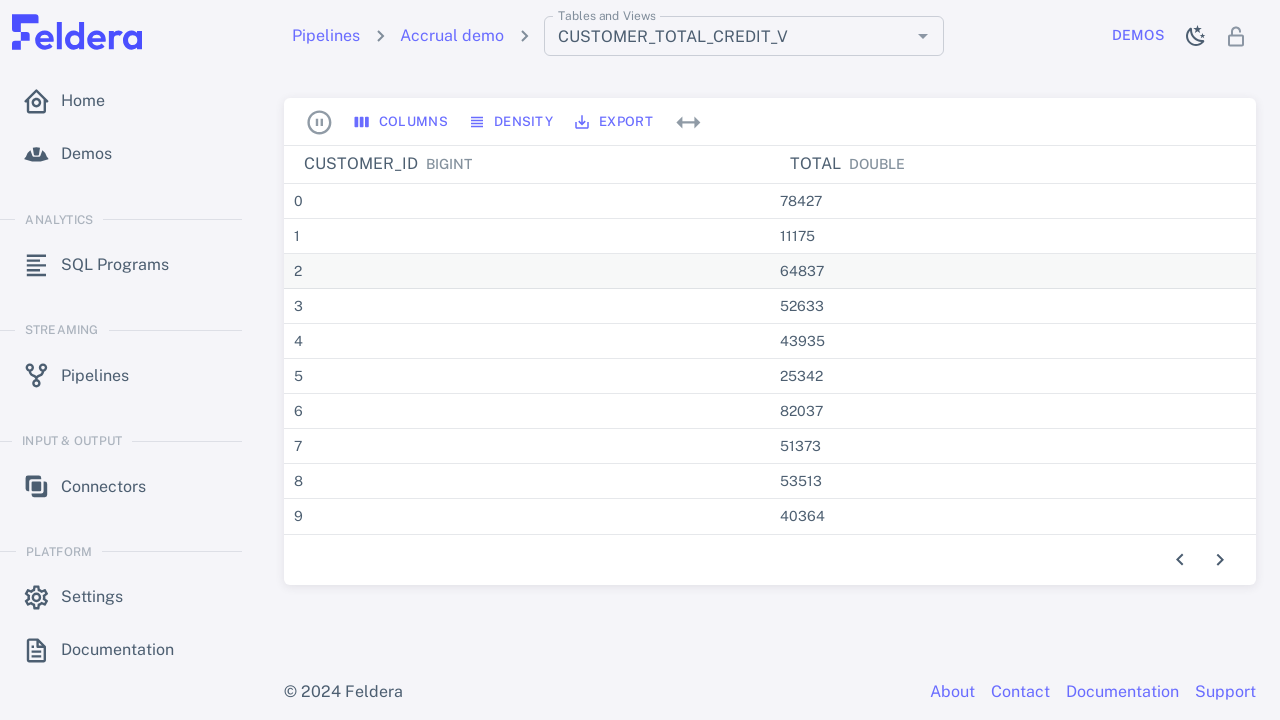 Feldera
Pipelines
Accrual demo
Tables and Views
CUSTOMER_TOTAL_CREDIT_V
DEMOS
Home
Demos
ANALYTICS
SQL Programs
STREAMING
Pipelines
INPUT & OUTPUT
Connectors
PLATFORM
Settings
Documentation
COLUMNS DENSITY EXPORT
CUSTOMER_ID BIGINT TOTAL DOUBLE
0 78427
1 11175
2 64837
3 52633
4 43935
5 25342
6 82037
7 51373
8 53513
9 40364
© 2024 Feldera
About Contact Documentation Support